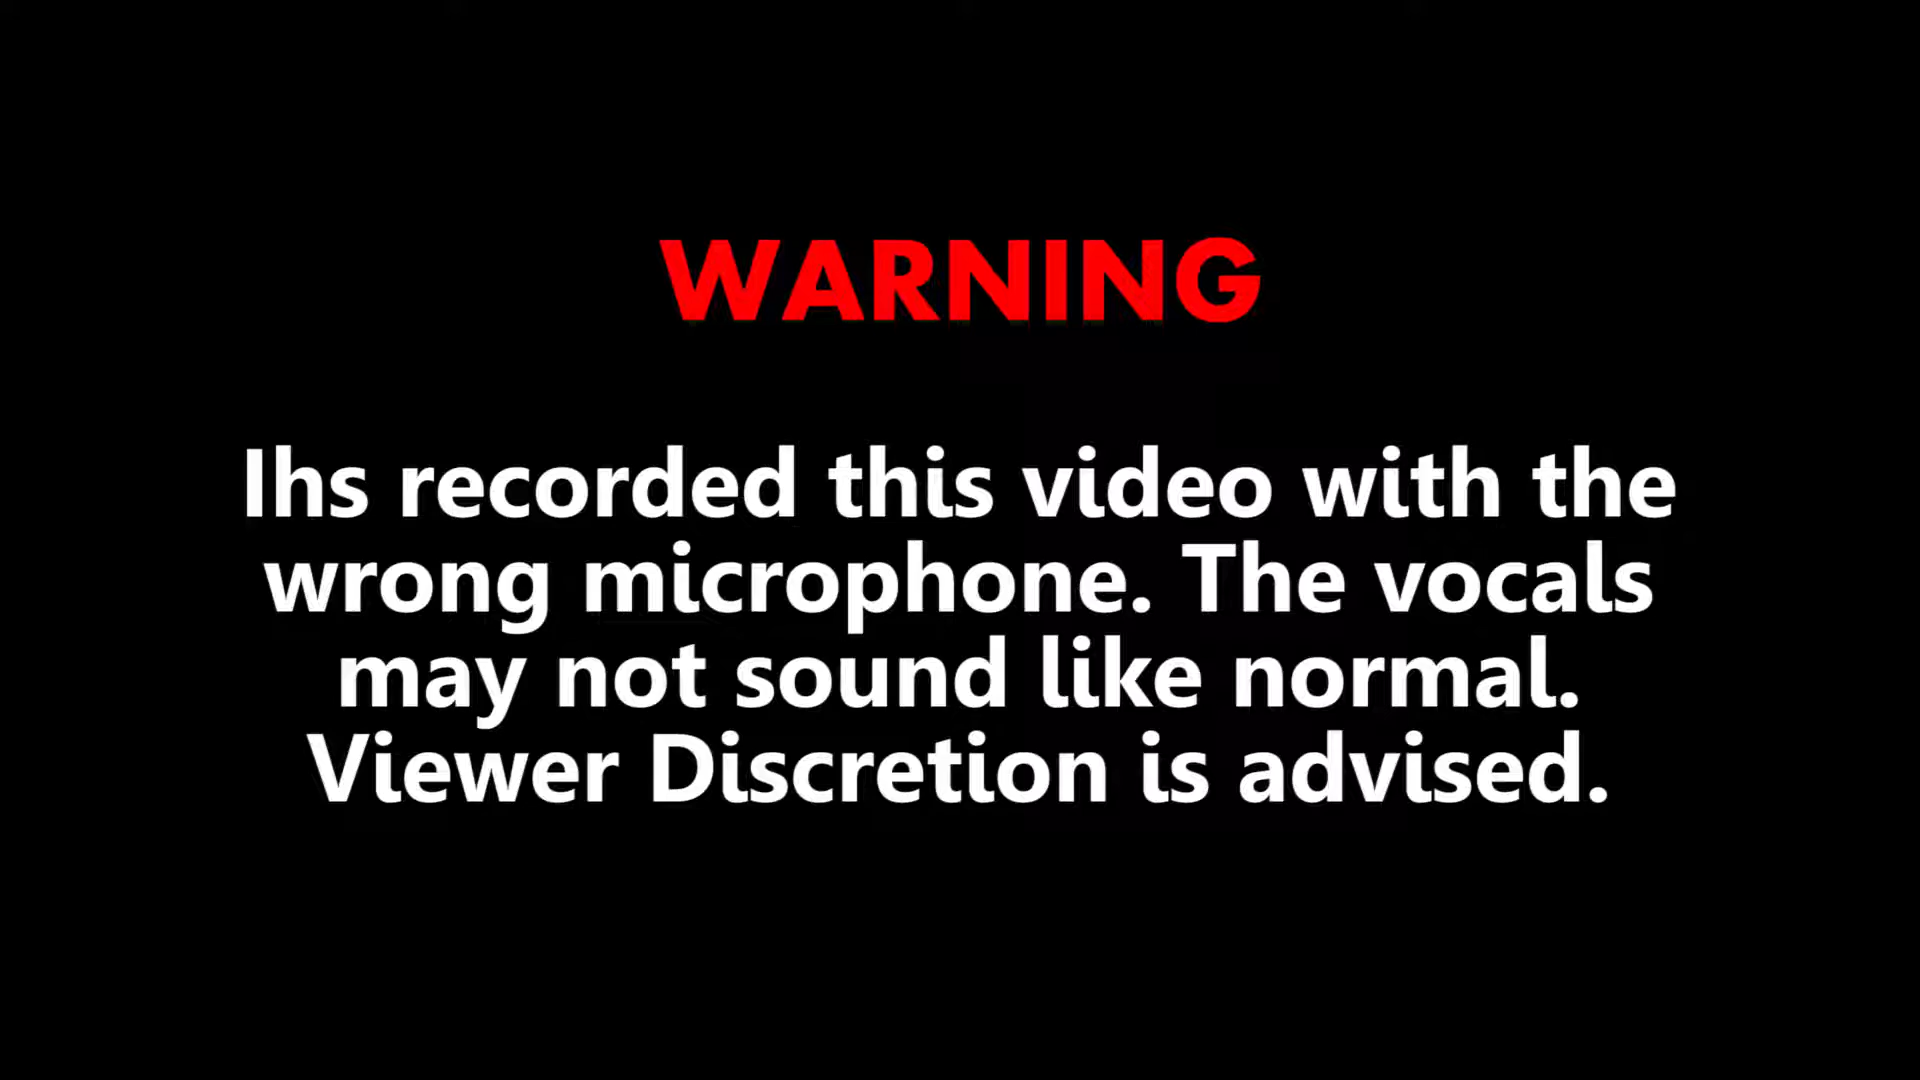 WARNING
Ihs recorded this video with the
wrong microphone. The vocals
may not sound like normal.
Viewer Discretion is advised.